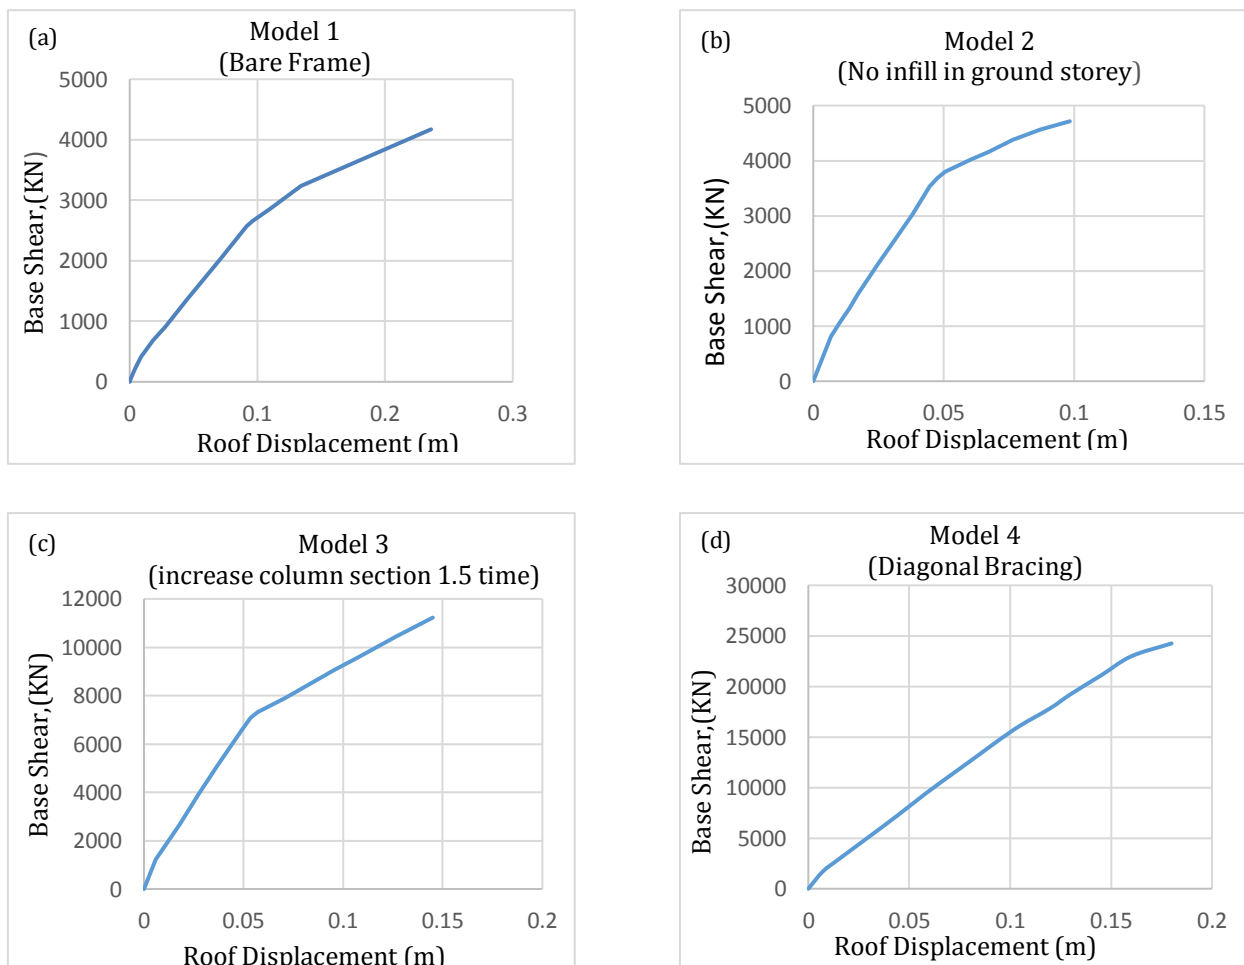 (a)
Model 1
(Bare Frame)
5000
4000
3000
2000
1000
0
Base Shear,(KN)
0 0.1 0.2 0.3
Roof Displacement (m)
(b)
Model 2
(No infill in ground storey)
5000
4000
3000
2000
1000
0
Base Shear,(KN)
0 0.05 0.1 0.15
Roof Displacement (m)
(c)
Model 3
(increase column section 1.5 time)
12000
10000
8000
6000
4000
2000
0
Base Shear,(KN)
0 0.05 0.1 0.15 0.2
Roof Displacement (m)
(d)
Model 4
(Diagonal Bracing)
30000
25000
20000
15000
10000
5000
0
Base Shear,(KN)
0 0.05 0.1 0.15 0.2
Roof Displacement (m)